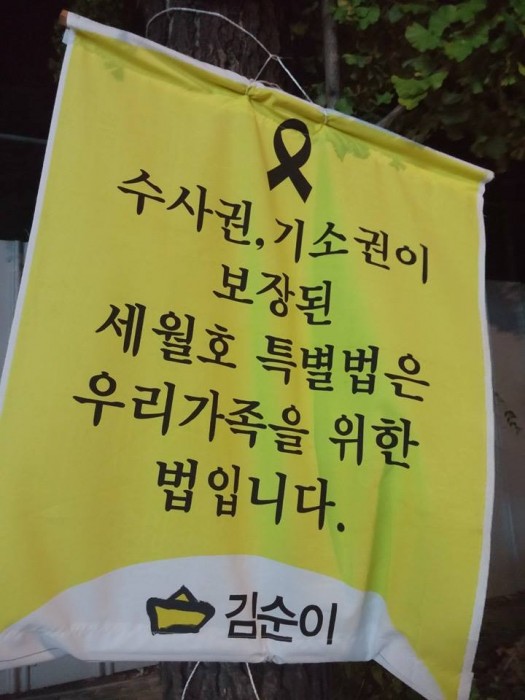 수사권,기소권이
보장된
세월호 특별법은
우리가족을 위한
법입니다.
김순이